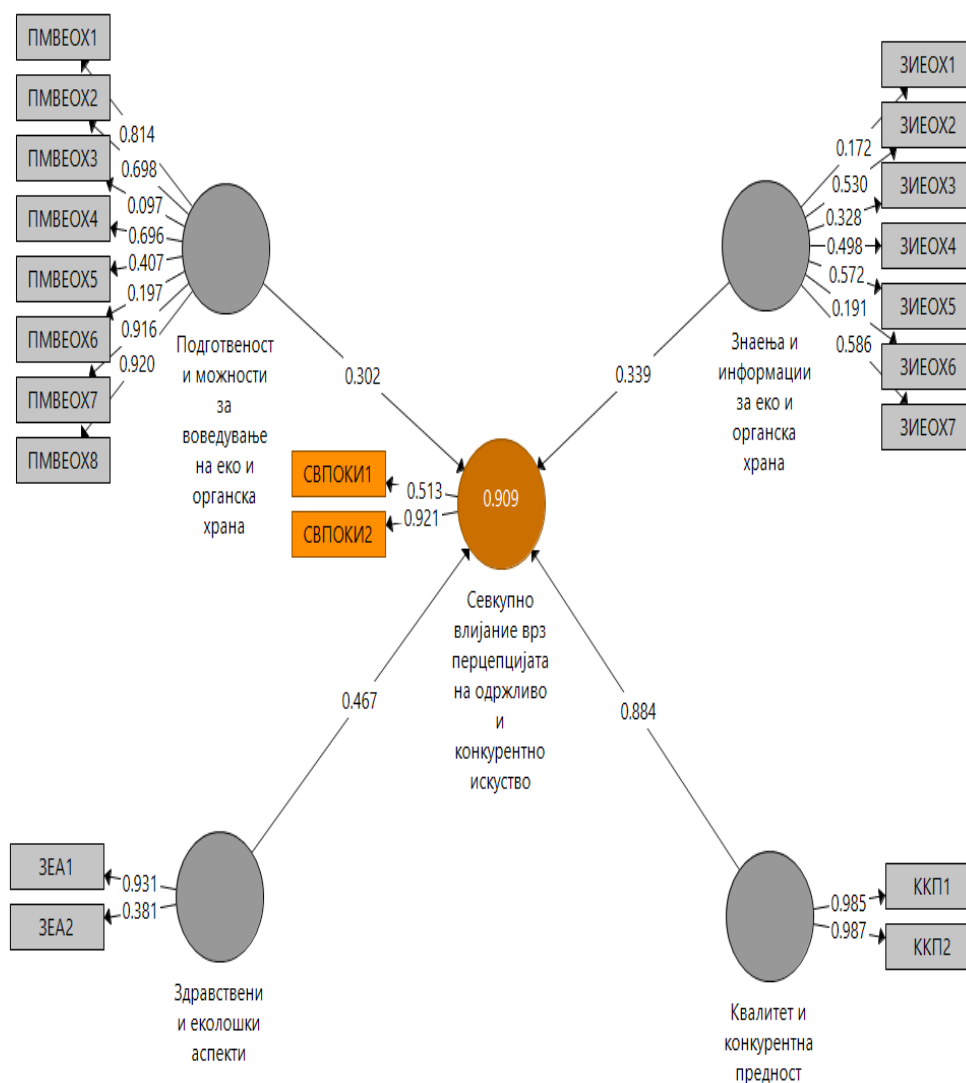 ПМВЕОХ1
ПМВЕОХ2
ПМВЕОХ3
ПМВЕОХ4
ПМВЕОХ5
ПМВЕОХ6
ПМВЕОХ7
ПМВЕОХ8
0.814
0.698
0.097
0.696
0.407
0.197
0.916
0.920
Подготвеност
и можности
за
воведување
на еко и
органска
храна
0.302
ЗИЕОХ1
ЗИЕОХ2
ЗИЕОХ3
ЗИЕОХ4
ЗИЕОХ5
ЗИЕОХ6
ЗИЕОХ7
0.172
0.530
0.328
0.498
0.572
0.191
0.586
Знаења и
информации
за еко и
органска
храна
0.339
СВПОКИ1
СВПОКИ2
0.513
0.921
0.909
Севкупно
влијание врз
перцепцијата
на одржливо
и
конкурентно
искуство
0.467
0.884
ЗЕА1
ЗЕА2
0.931
0.381
Здравствени
и еколошки
аспекти
ККП1
ККП2
0.985
0.987
Квалитет и
конкурентна
предност